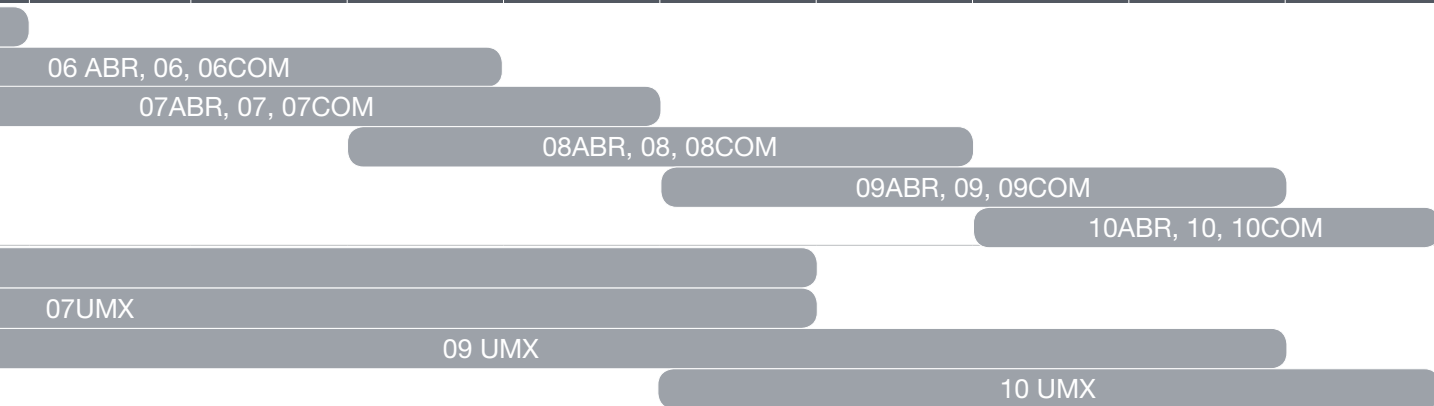 06 ABR, 06, 06COM
07ABR, 07, 07COM
08ABR, 08, 08COM
09ABR, 09, 09COM
10ABR, 10, 10COM
07UMX
09 UMX
10 UMX